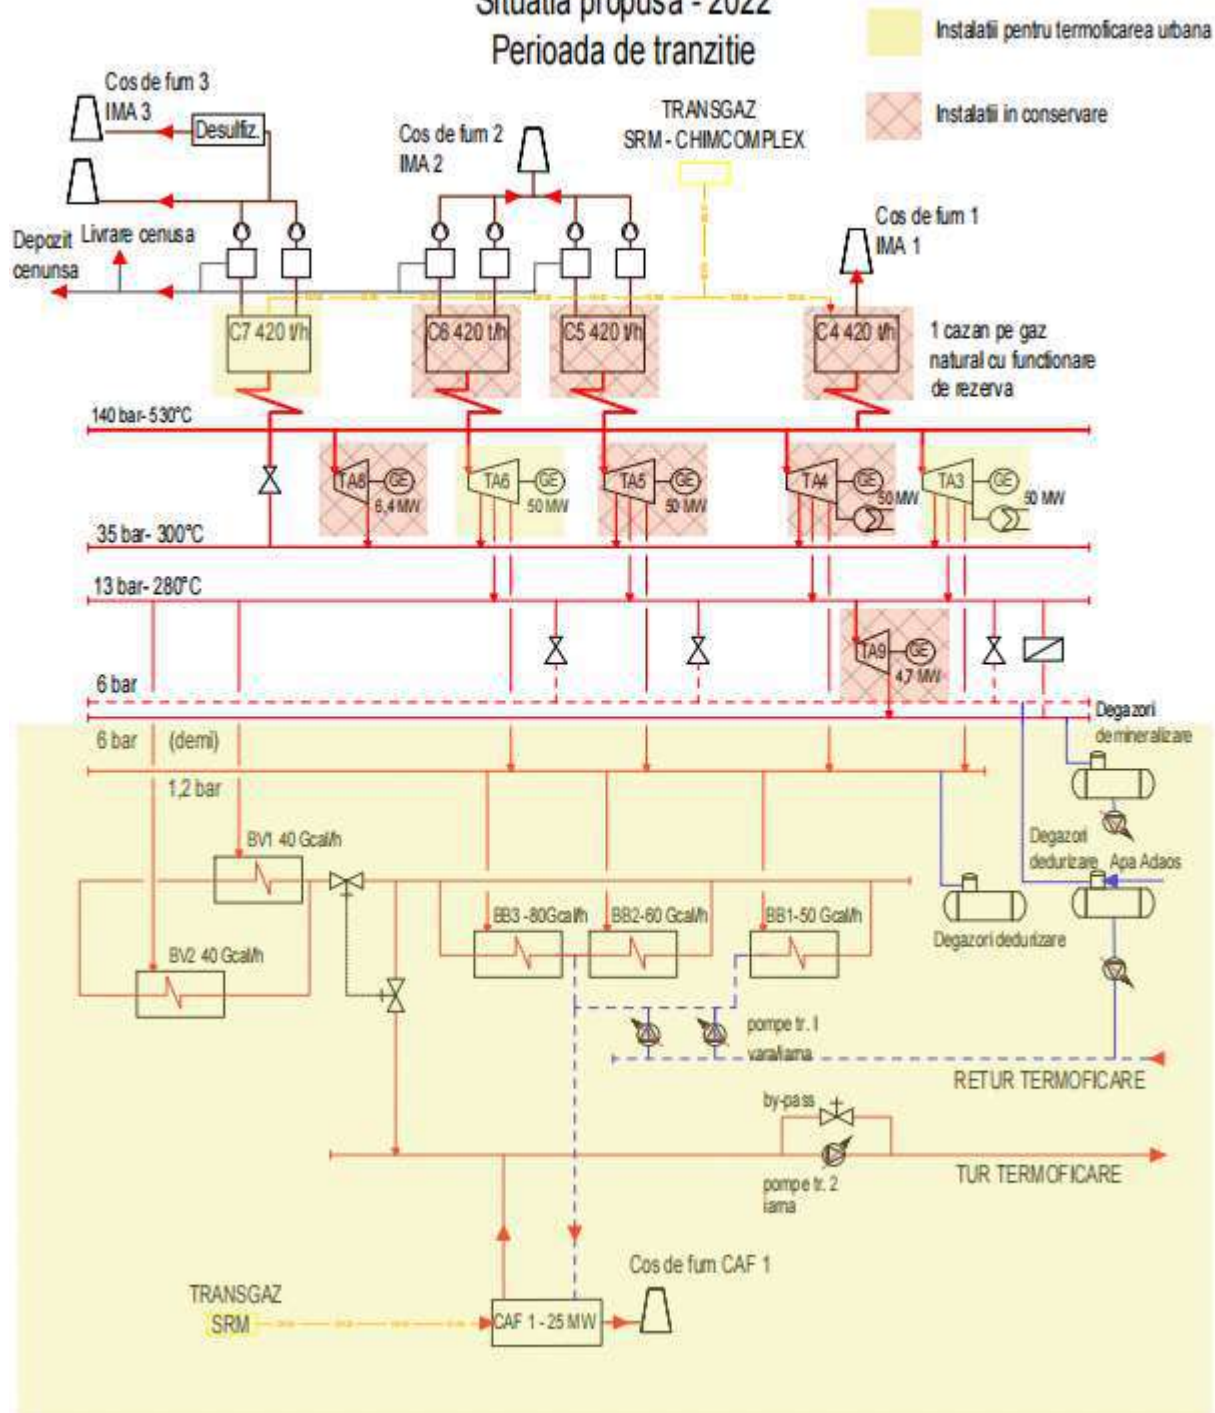 Situatia propusa - 2022
Perioada de tranzitie
Instalatii pentru termoficarea urbana
Instalatii in conservare
Cos de fum 3
IMA 3
Desulfiz.
Cos de fum 2
IMA 2
TRANSGAZ
SRM - CHIMCOMPLEX
Cos de fum 1
IMA 1
Depozit
cenunsa
Livrare cenusa
C7 420 t/h
C6 420 t/h
C5 420 t/h
C4 420 t/h
1 cazan pe gaz
natural cu functionare
de rezerva
140 bar- 530°C
TA8
GE
6,4 MW
TA6
GE
50 MW
TA5
GE
50 MW
TA4
GE
50 MW
TA3
GE
50 MW
35 bar- 300°C
13 bar- 280°C
TA9
GE
4,7 MW
6 bar
6 bar (demi)
1,2 bar
Degazori
demineralizare
BV1 40 Gcal/h
Degazori
dedurizare
Apa Adaos
BB3 -80Gcal/h
BB2-60 Gcal/h
BB1-50 Gcal/h
Degazori dedurizare
BV2 40 Gcal/h
pompe tr. I
vara/iarna
RETUR TERMOFICARE
by-pass
TUR TERMOFICARE
pompe tr. 2
iarna
Cos de fum CAF 1
TRANSGAZ
SRM
CAF 1 - 25 MW